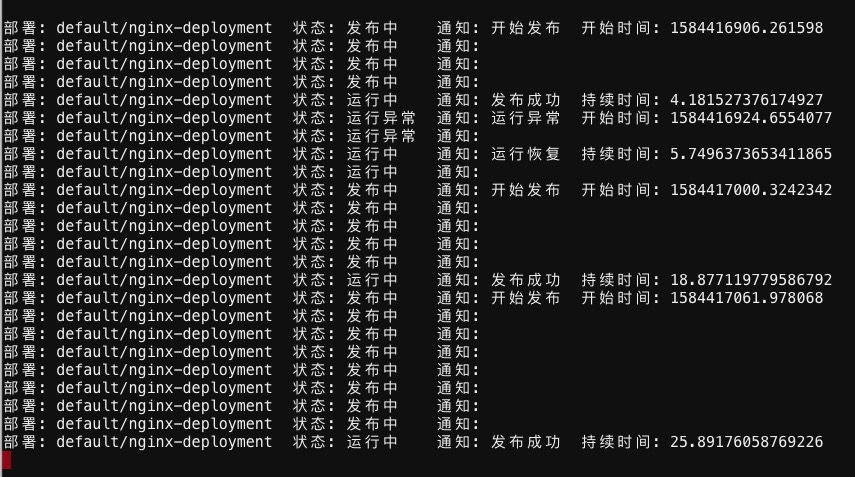 部署: default/nginx-deployment 状态: 发布中 通知: 开始发布 开始时间: 1584416906.261598
部署: default/nginx-deployment 状态: 发布中 通知:
部署: default/nginx-deployment 状态: 发布中 通知:
部署: default/nginx-deployment 状态: 发布中 通知:
部署: default/nginx-deployment 状态: 运行中 通知: 发布成功 持续时间: 4.181527376174927
部署: default/nginx-deployment 状态: 运行异常 通知: 运行异常 开始时间: 1584416924.6554077
部署: default/nginx-deployment 状态: 运行异常 通知:
部署: default/nginx-deployment 状态: 运行中 通知: 运行恢复 持续时间: 5.7496373653411865
部署: default/nginx-deployment 状态: 运行中 通知:
部署: default/nginx-deployment 状态: 发布中 通知: 开始发布 开始时间: 1584417000.3242342
部署: default/nginx-deployment 状态: 发布中 通知:
部署: default/nginx-deployment 状态: 发布中 通知:
部署: default/nginx-deployment 状态: 发布中 通知:
部署: default/nginx-deployment 状态: 发布中 通知:
部署: default/nginx-deployment 状态: 运行中 通知: 发布成功 持续时间: 18.877119779586792
部署: default/nginx-deployment 状态: 发布中 通知: 开始发布 开始时间: 1584417061.978068
部署: default/nginx-deployment 状态: 发布中 通知:
部署: default/nginx-deployment 状态: 发布中 通知:
部署: default/nginx-deployment 状态: 发布中 通知:
部署: default/nginx-deployment 状态: 发布中 通知:
部署: default/nginx-deployment 状态: 发布中 通知:
部署: default/nginx-deployment 状态: 发布中 通知:
部署: default/nginx-deployment 状态: 发布中 通知:
部署: default/nginx-deployment 状态: 运行中 通知: 发布成功 持续时间: 25.89176058769226